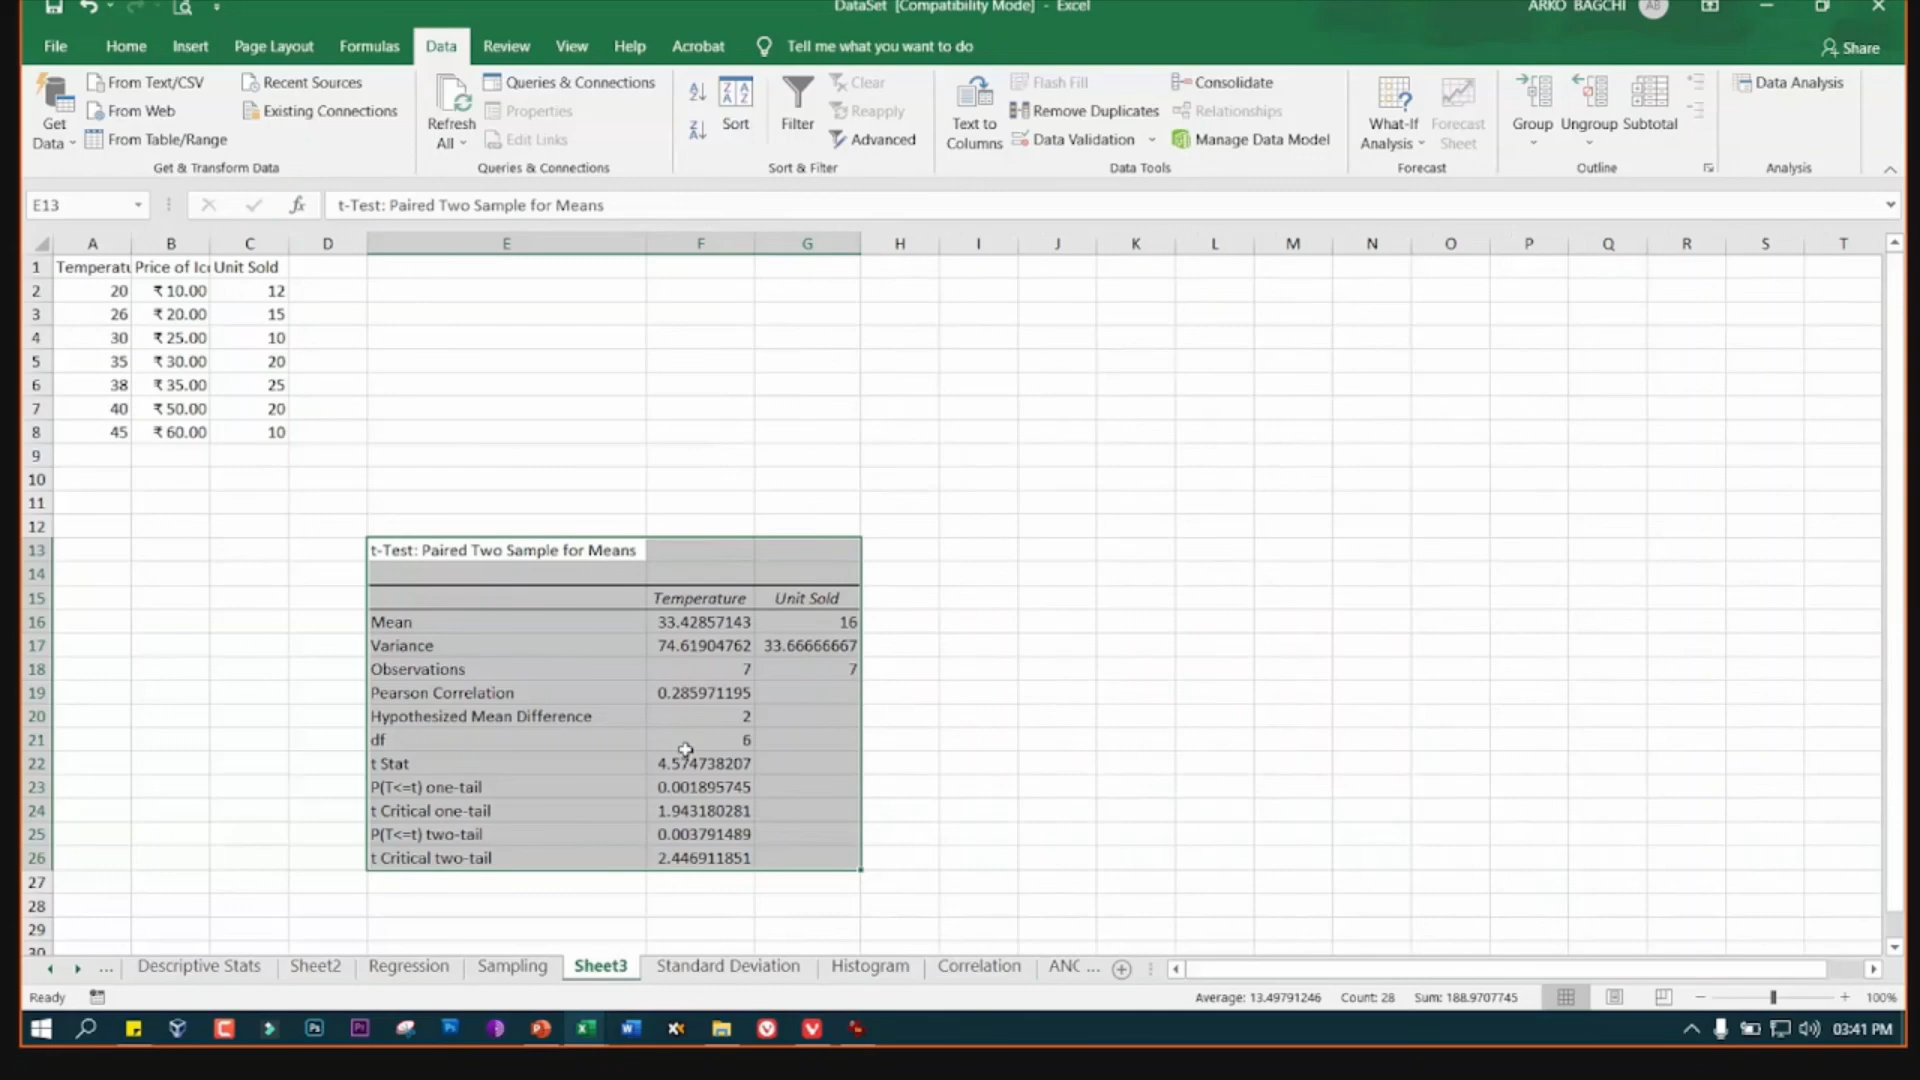 DataSet [Compatibility Mode] - Excel
ARKO BAGCHI AB
File Home Insert Page Layout Formulas Data Review View Help Acrobat Tell me what you want to do Share
Get Data
From Text/CSV
From Web
From Table/Range
Recent Sources
Existing Connections
Get & Transform Data
Refresh All
Queries & Connections
Properties
Edit Links
Queries & Connections
Sort
Filter
Clear
Reapply
Advanced
Sort & Filter
Text to Columns
Flash Fill
Remove Duplicates
Data Validation
Consolidate
Relationships
Manage Data Model
Data Tools
What-If Analysis
Forecast Sheet
Forecast
Group
Ungroup
Subtotal
Outline
Data Analysis
Analysis
E13 fx t-Test: Paired Two Sample for Means
A B C D E F G H I J K L M N O P Q R S T
1 Temperatu Price of Ic Unit Sold
2 20 ₹ 10.00 12
3 26 ₹ 20.00 15
4 30 ₹ 25.00 10
5 35 ₹ 30.00 20
6 38 ₹ 35.00 25
7 40 ₹ 50.00 20
8 45 ₹ 60.00 10
9
10
11
12
13 t-Test: Paired Two Sample for Means
14
15 Temperature Unit Sold
16 Mean 33.42857143 16
17 Variance 74.61904762 33.66666667
18 Observations 7 7
19 Pearson Correlation 0.285971195
20 Hypothesized Mean Difference 2
21 df 6
22 t Stat 4.574738207
23 P(T<=t) one-tail 0.001895745
24 t Critical one-tail 1.943180281
25 P(T<=t) two-tail 0.003791489
26 t Critical two-tail 2.446911851
27
28
29
30
... Descriptive Stats Sheet2 Regression Sampling Sheet3 Standard Deviation Histogram Correlation ANC ...
Ready Average: 13.49791246 Count: 28 Sum: 188.9707745 100%
03:41 PM